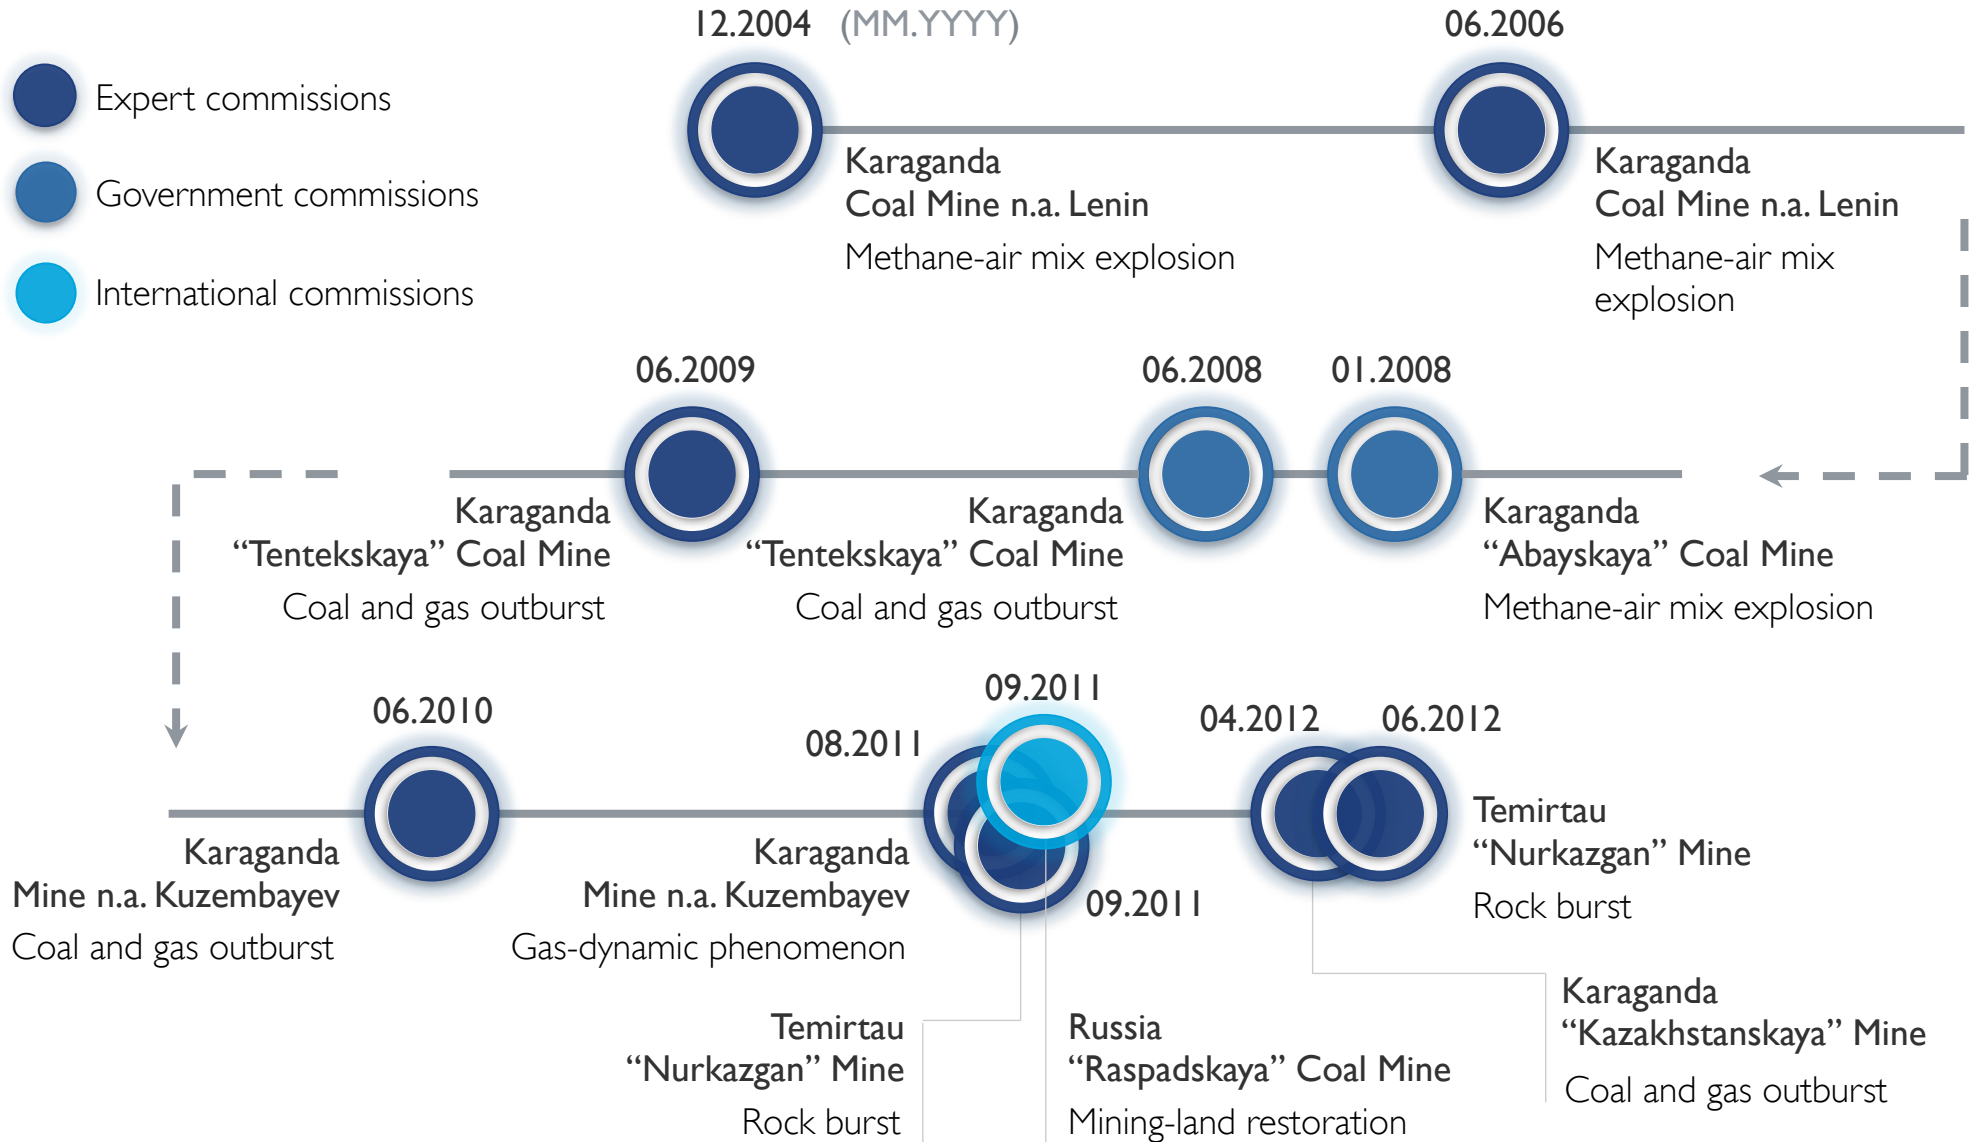 12.2004 (MM.YYYY)
06.2006
Expert commissions
Government commissions
International commissions
Karaganda
Coal Mine n.a. Lenin
Methane-air mix explosion
Karaganda
Coal Mine n.a. Lenin
Methane-air mix
explosion
06.2009
06.2008
01.2008
Karaganda
“Tentekskaya” Coal Mine
Coal and gas outburst
Karaganda
“Tentekskaya” Coal Mine
Coal and gas outburst
Karaganda
“Abayskaya” Coal Mine
Methane-air mix explosion
06.2010
08.2011
09.2011
04.2012
06.2012
Karaganda
Mine n.a. Kuzembayev
Coal and gas outburst
Karaganda
Mine n.a. Kuzembayev
Gas-dynamic phenomenon
09.2011
Temirtau
“Nurkazgan” Mine
Rock burst
Temirtau
“Nurkazgan” Mine
Rock burst
Russia
“Raspadskaya” Coal Mine
Mining-land restoration
Karaganda
“Kazakhstanskaya” Mine
Coal and gas outburst